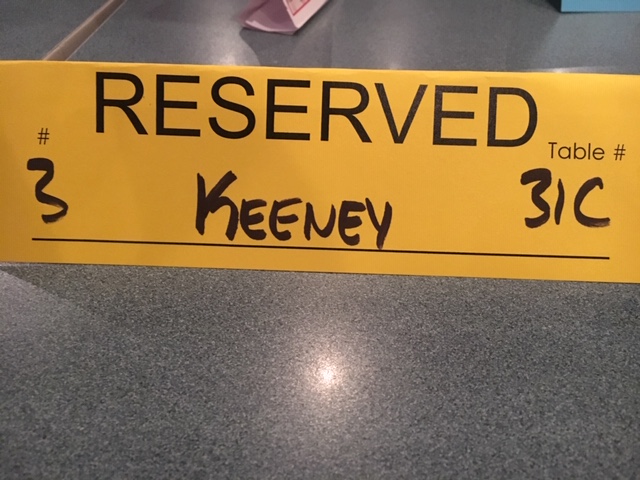 RESERVED
# Table #
3 KEENEY 31C